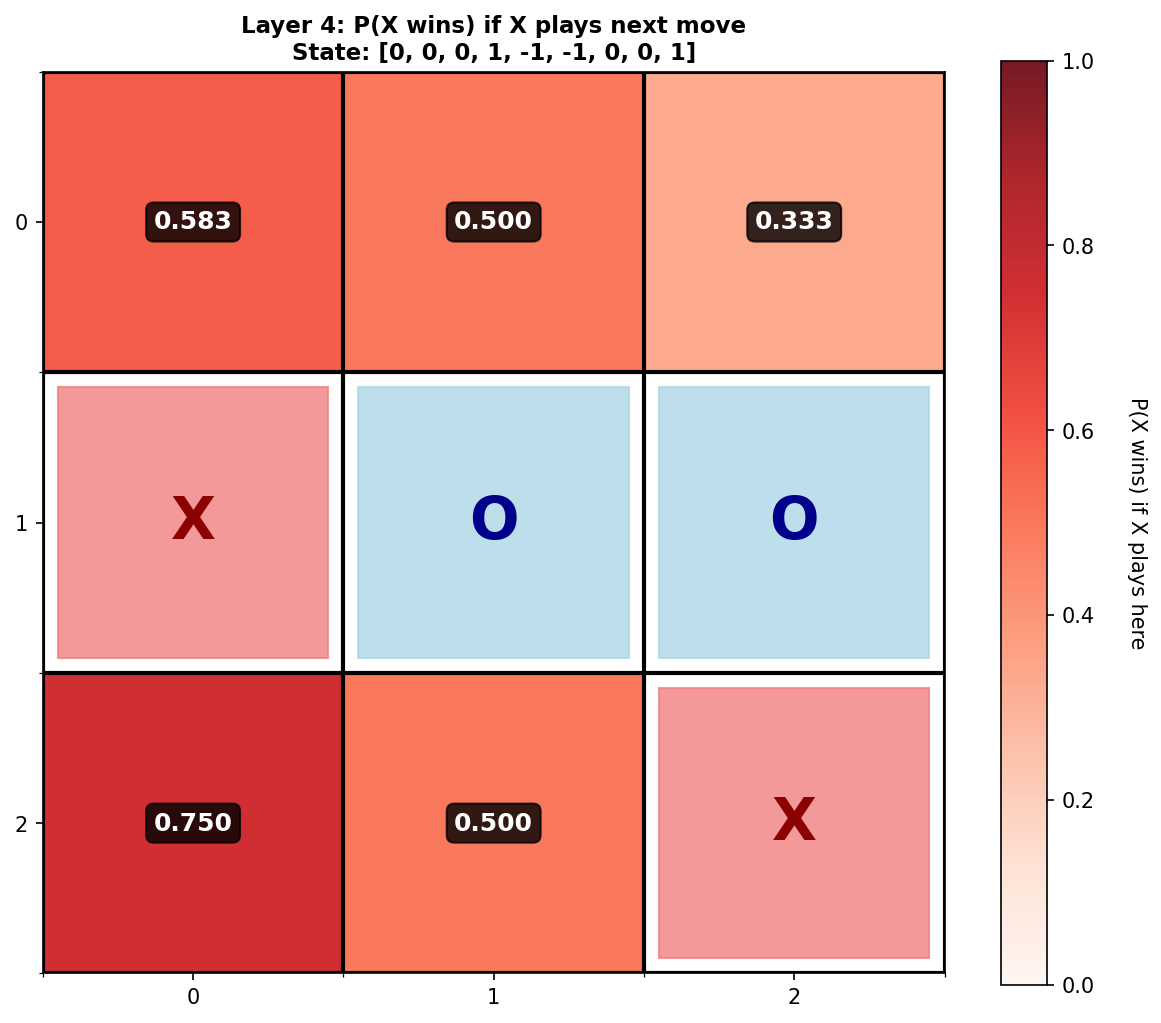 Layer 4: P(X wins) if X plays next move
State: [0, 0, 0, 1, -1, -1, 0, 0, 1]
0.583 0.500 0.333
X O O
0.750 0.500 X
0
1
2
0 1 2
1.0
0.8
0.6
0.4
0.2
0.0
P(X wins) if X plays here